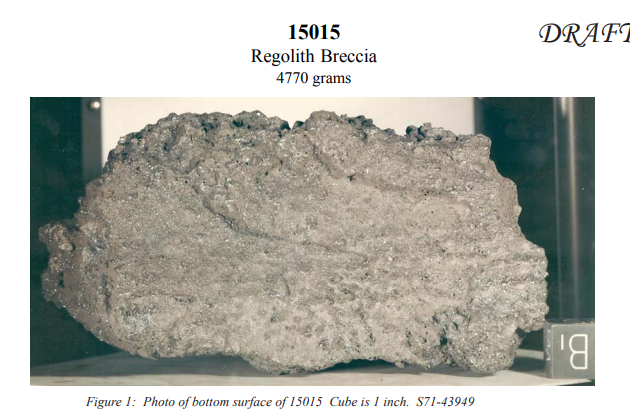 15015
DRAFT
Regolith Breccia
4770 grams
B1
Figure 1: Photo of bottom surface of 15015 Cube is 1 inch. S71-43949